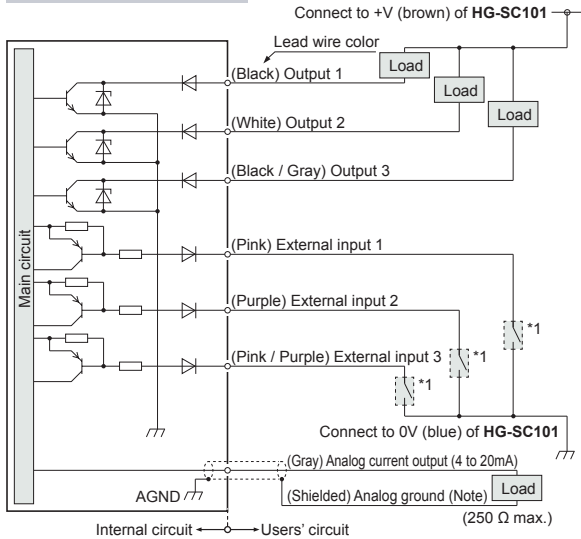 Connect to +V (brown) of HG-SC101
Lead wire color
Load
(Black) Output 1
Load
Load
(White) Output 2
(Black / Gray) Output 3
Main circuit
(Pink) External input 1
(Purple) External input 2
*1
(Pink / Purple) External input 3
*1
*1
Connect to 0V (blue) of HG-SC101
(Gray) Analog current output (4 to 20mA)
Load
AGND
(Shielded) Analog ground (Note)
(250 Ω max.)
Internal circuit
Users' circuit